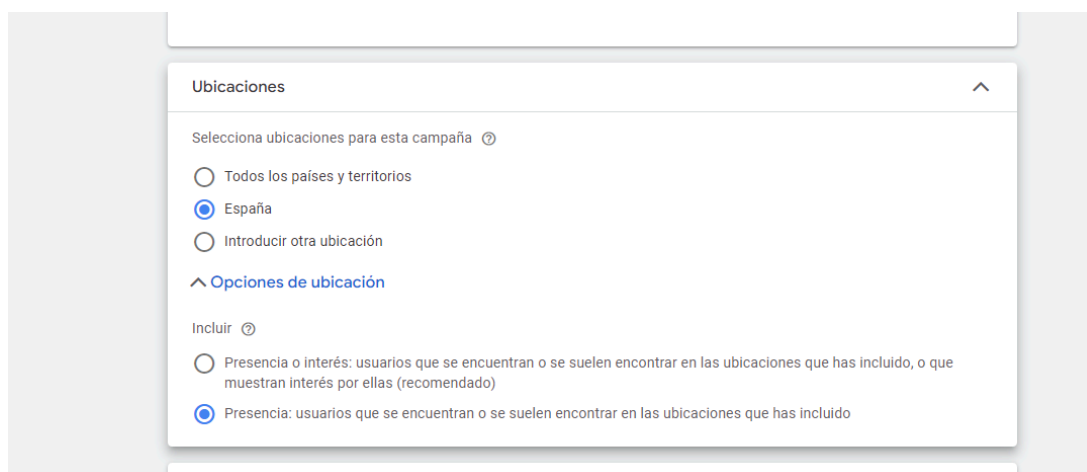 Ubicaciones
Selecciona ubicaciones para esta campaña
Todos los países y territorios
España
Introducir otra ubicación
Opciones de ubicación
Incluir
Presencia o interés: usuarios que se encuentran o se suelen encontrar en las ubicaciones que has incluido, o que
muestran interés por ellas (recomendado)
Presencia: usuarios que se encuentran o se suelen encontrar en las ubicaciones que has incluido